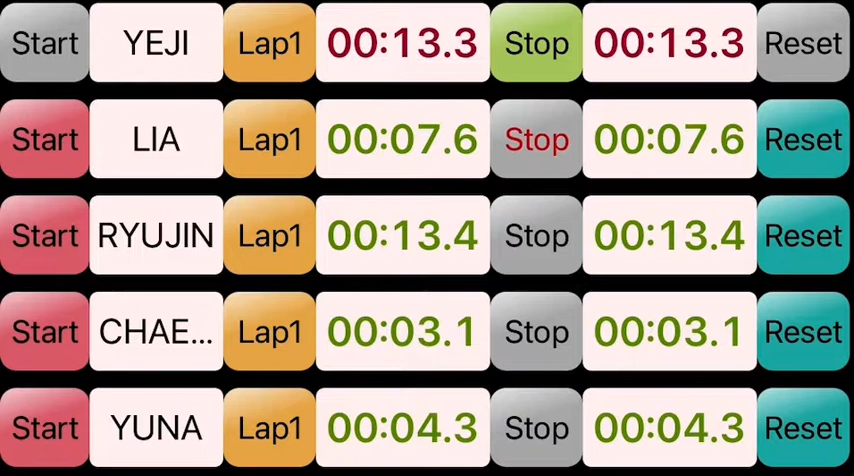 Start YEJI Lap1 00:13.3 Stop 00:13.3 Reset
Start LIA Lap1 00:07.6 Stop 00:07.6 Reset
Start RYUJIN Lap1 00:13.4 Stop 00:13.4 Reset
Start CHAE... Lap1 00:03.1 Stop 00:03.1 Reset
Start YUNA Lap1 00:04.3 Stop 00:04.3 Reset